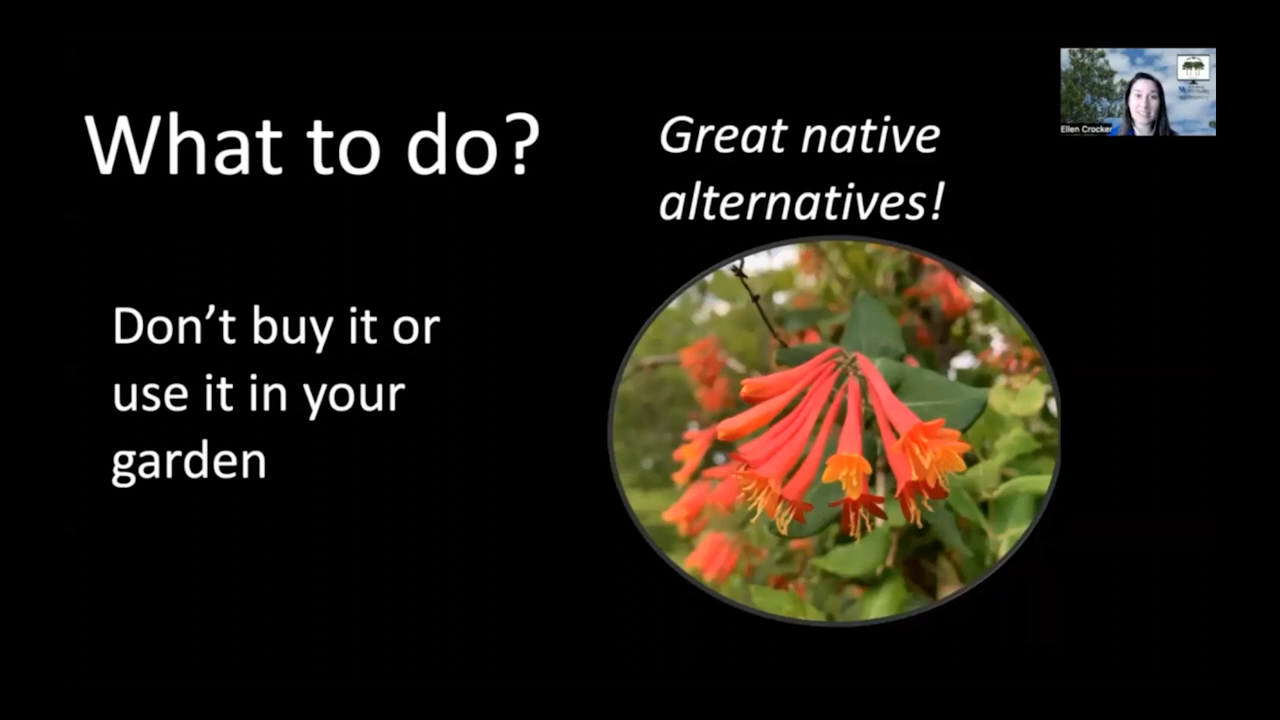 What to do?
Great native
alternatives!
Don’t buy it or
use it in your
garden
Ellen Crocker